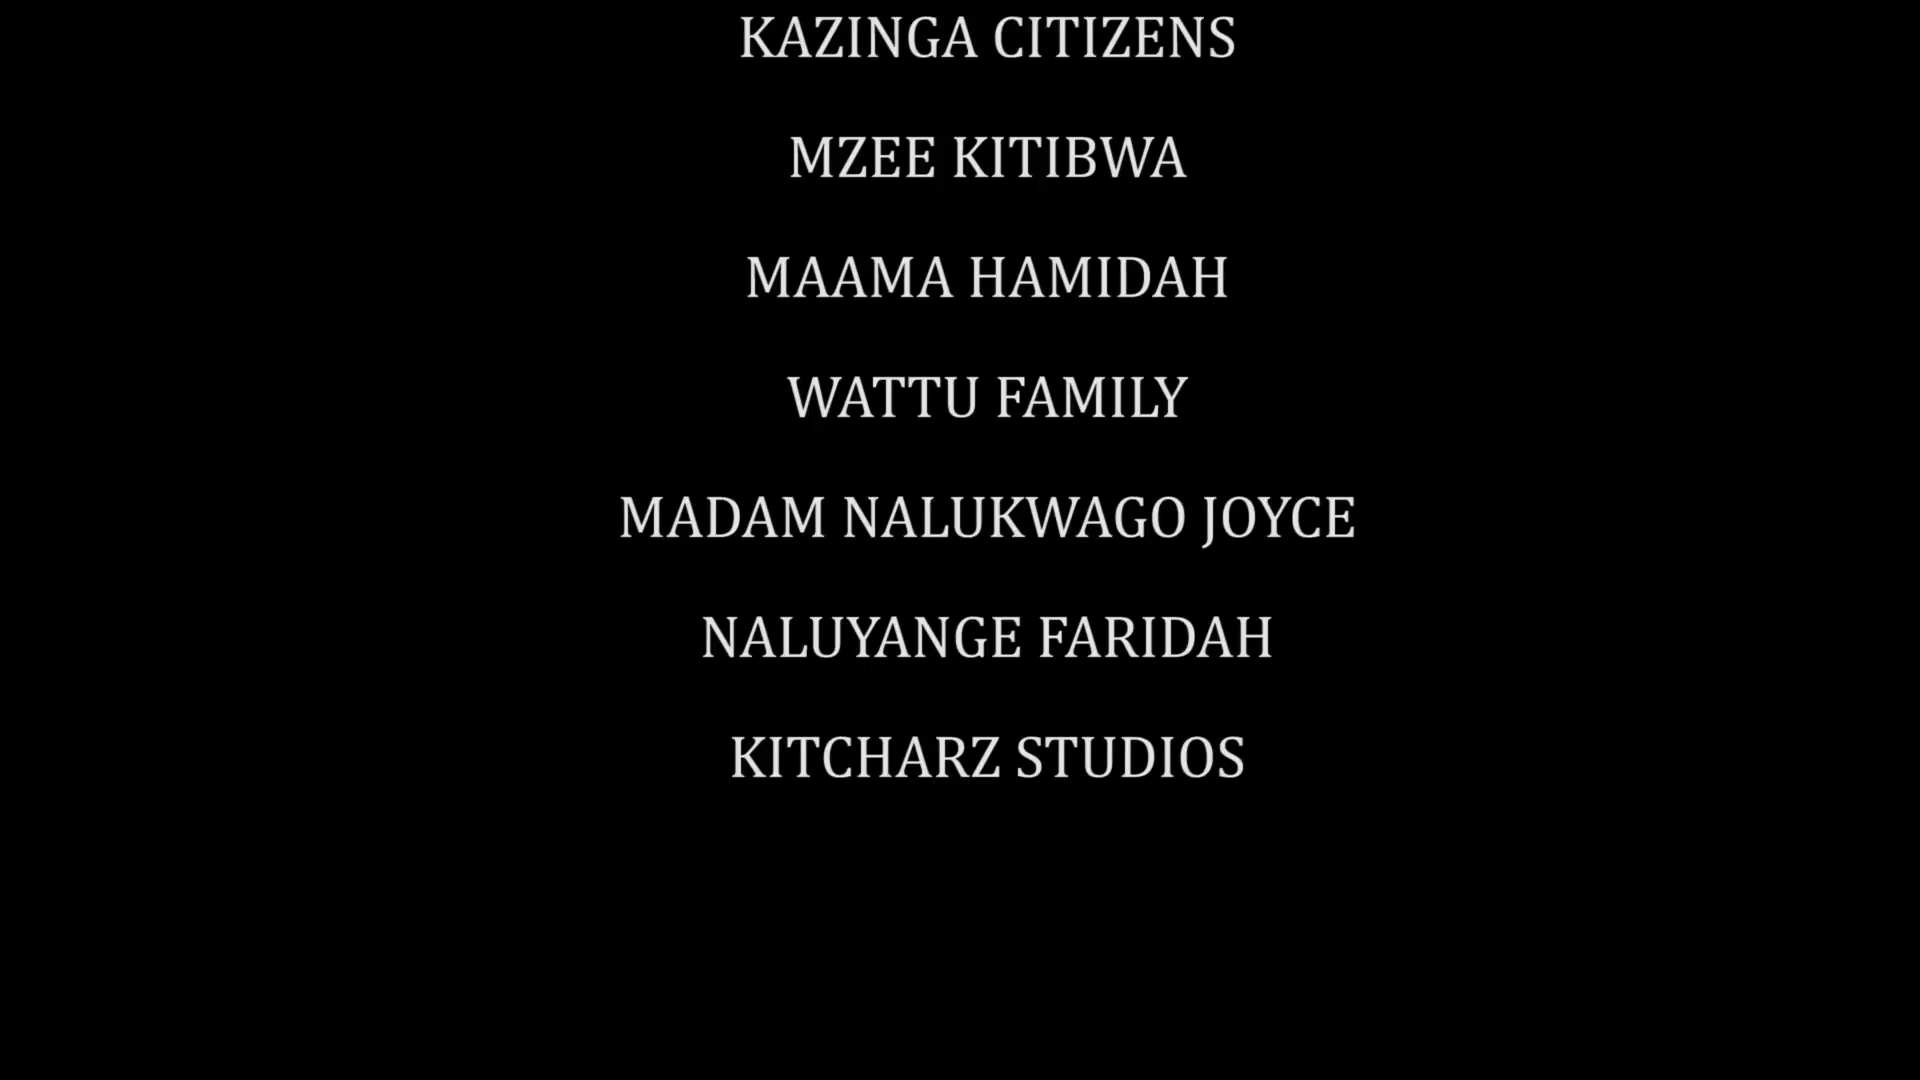 KAZINGA CITIZENS
MZEE KITIBWA
MAAMA HAMIDAH
WATTU FAMILY
MADAM NALUKWAGO JOYCE
NALUYANGE FARIDAH
KITCHARZ STUDIOS